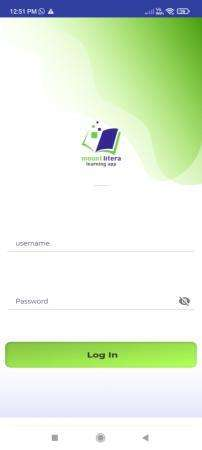 12:51 PM
mount litera
learning app
username
Password
Log In